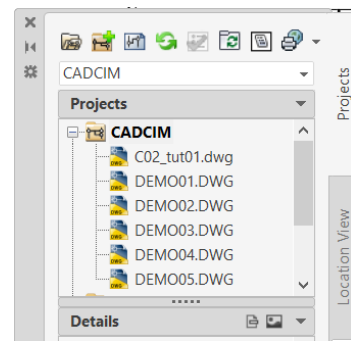 CADCIM
Projects
CADCIM
C02_tut01.dwg
DEMO01.DWG
DEMO02.DWG
DEMO03.DWG
DEMO04.DWG
DEMO05.DWG
Details
Projects
Location View